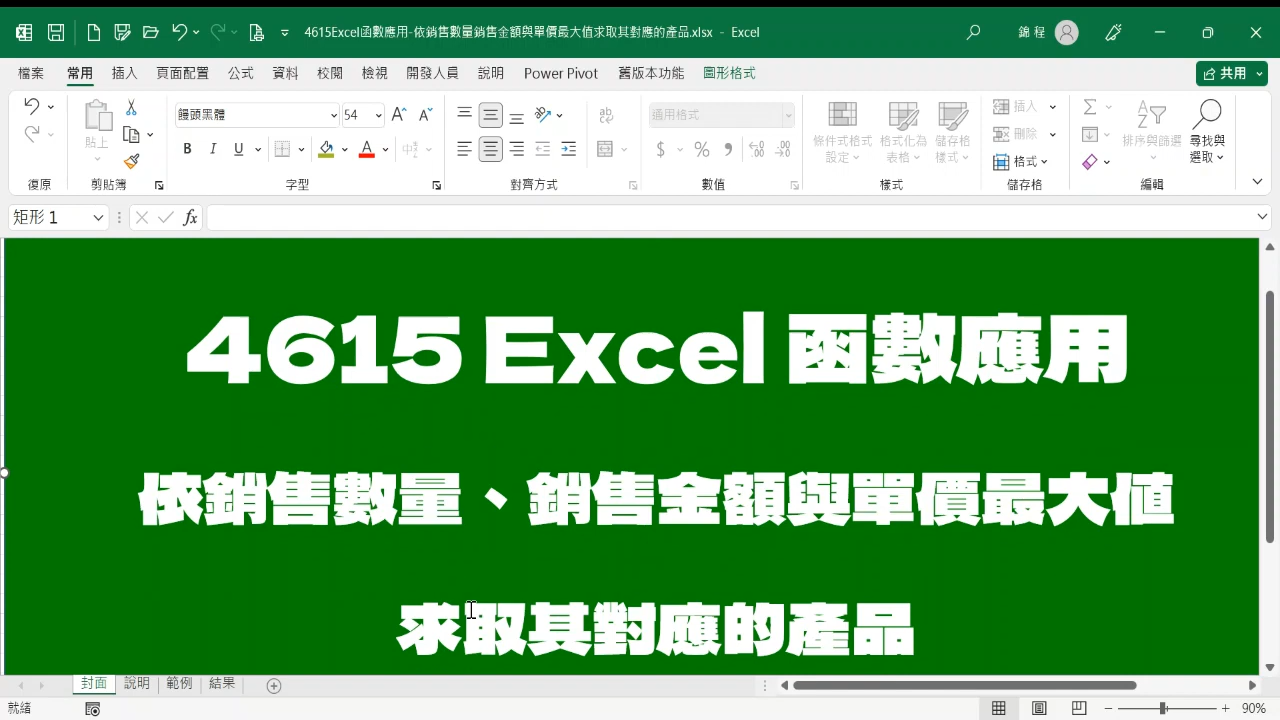 4615Excel函數應用-依銷售數量銷售金額與單價最大值求取其對應的產品.xlsx - Excel
錦 程
檔案 常用 插入 頁面配置 公式 資料 校閱 檢視 開發人員 說明 Power Pivot 舊版本功能 圖形格式 共用
饅頭黑體 54 通用格式
貼上
條件式格式設定 格式化為表格 儲存格樣式
插入
刪除
格式
排序與篩選 尋找與選取
復原 剪貼簿 字型 對齊方式 數值 樣式 儲存格 編輯
矩形 1 fx
4615 Excel 函數應用
依銷售數量、銷售金額與單價最大值
求取其對應的產品
封面 說明 範例 結果
就緒 90%